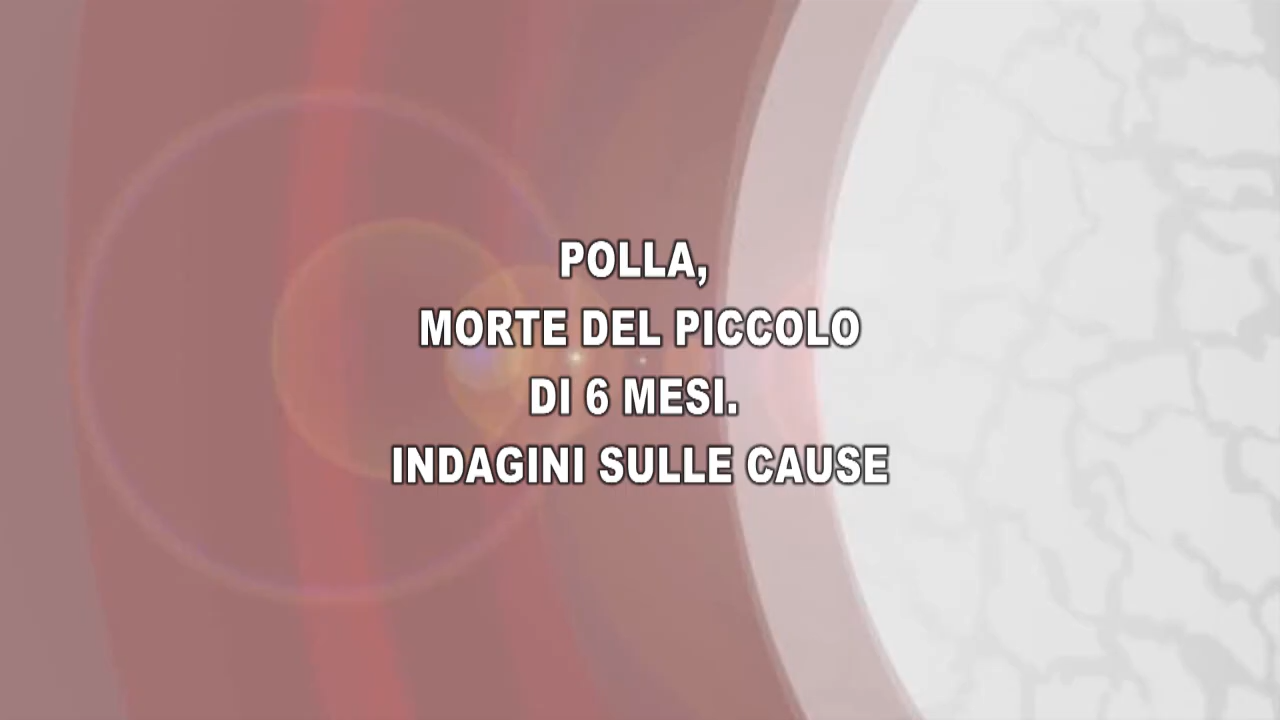 POLLA,
MORTE DEL PICCOLO
DI 6 MESI.
INDAGINI SULLE CAUSE